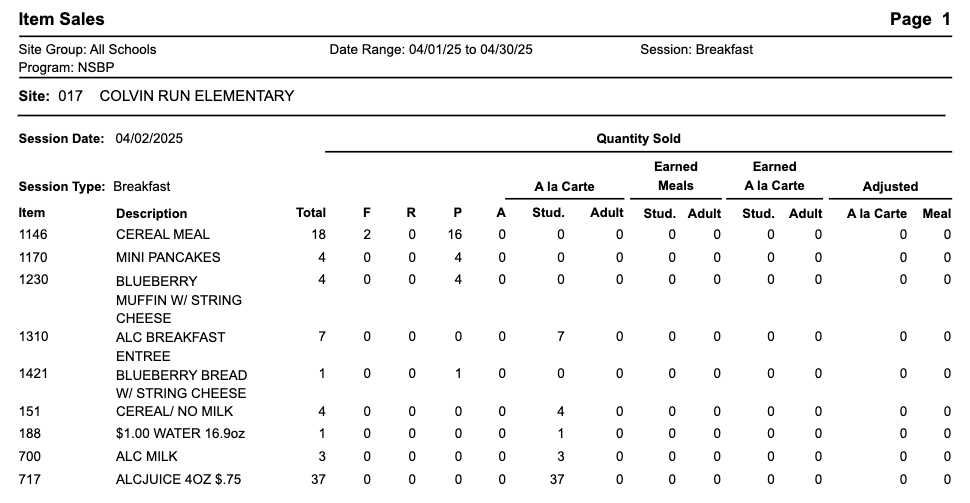 Item Sales Page 1
Site Group: All Schools Date Range: 04/01/25 to 04/30/25 Session: Breakfast
Program: NSBP
Site: 017 COLVIN RUN ELEMENTARY
Session Date: 04/02/2025 Quantity Sold
Earned Earned
Session Type: Breakfast A la Carte Meals A la Carte Adjusted
Item Description Total F R P A Stud. Adult Stud. Adult Stud. Adult A la Carte Meal
1146 CEREAL MEAL 18 2 0 16 0 0 0 0 0 0 0 0 0
1170 MINI PANCAKES 4 0 0 4 0 0 0 0 0 0 0 0 0
1230 BLUEBERRY 4 0 0 4 0 0 0 0 0 0 0 0 0
MUFFIN W/ STRING
CHEESE
1310 ALC BREAKFAST 7 0 0 0 0 7 0 0 0 0 0 0 0
ENTREE
1421 BLUEBERRY BREAD 1 0 0 1 0 0 0 0 0 0 0 0 0
W/ STRING CHEESE
151 CEREAL/ NO MILK 4 0 0 0 0 4 0 0 0 0 0 0 0
188 $1.00 WATER 16.9oz 1 0 0 0 0 1 0 0 0 0 0 0 0
700 ALC MILK 3 0 0 0 0 3 0 0 0 0 0 0 0
717 ALCJUICE 4OZ $.75 37 0 0 0 0 37 0 0 0 0 0 0 0